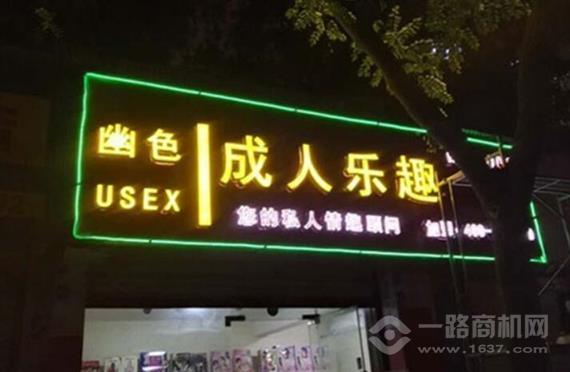 幽色
USEX
成人乐趣
您的私人情趣顾问
一路商机网
www.1637.com